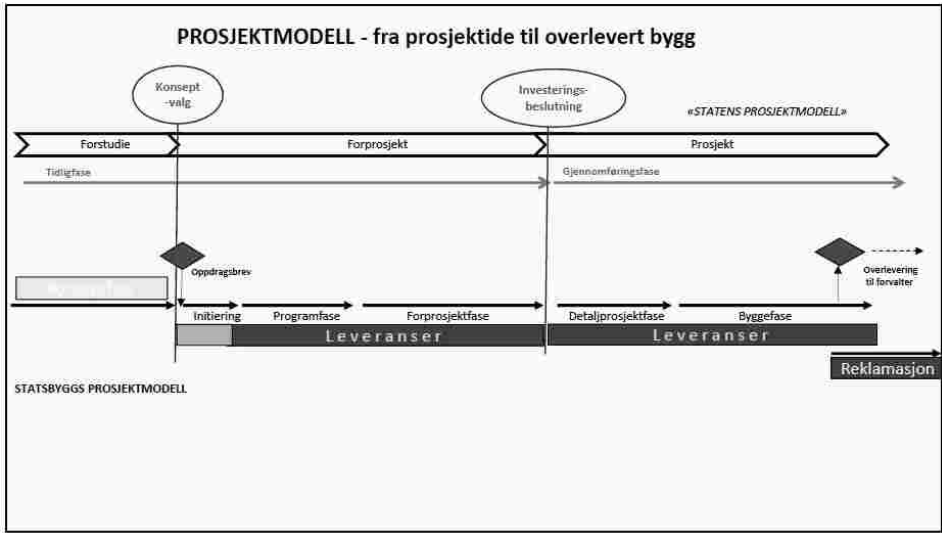 PROSJEKTMODELL - fra prosjektide til overlevert bygg
Konsept
-valg
Investerings-
beslutning
«STATENS PROSJEKTMODELL»
Forstudie
Forprosjekt
Prosjekt
Tidligfase
Gjennomføringsfase
Oppdragsbrev
Overlevering
til forvalter
Initiering
Programfase
Forprosjektfase
Detaljprosjektfase
Byggefase
Leveranser
Leveranser
Reklamasjon
STATSBYGGS PROSJEKTMODELL